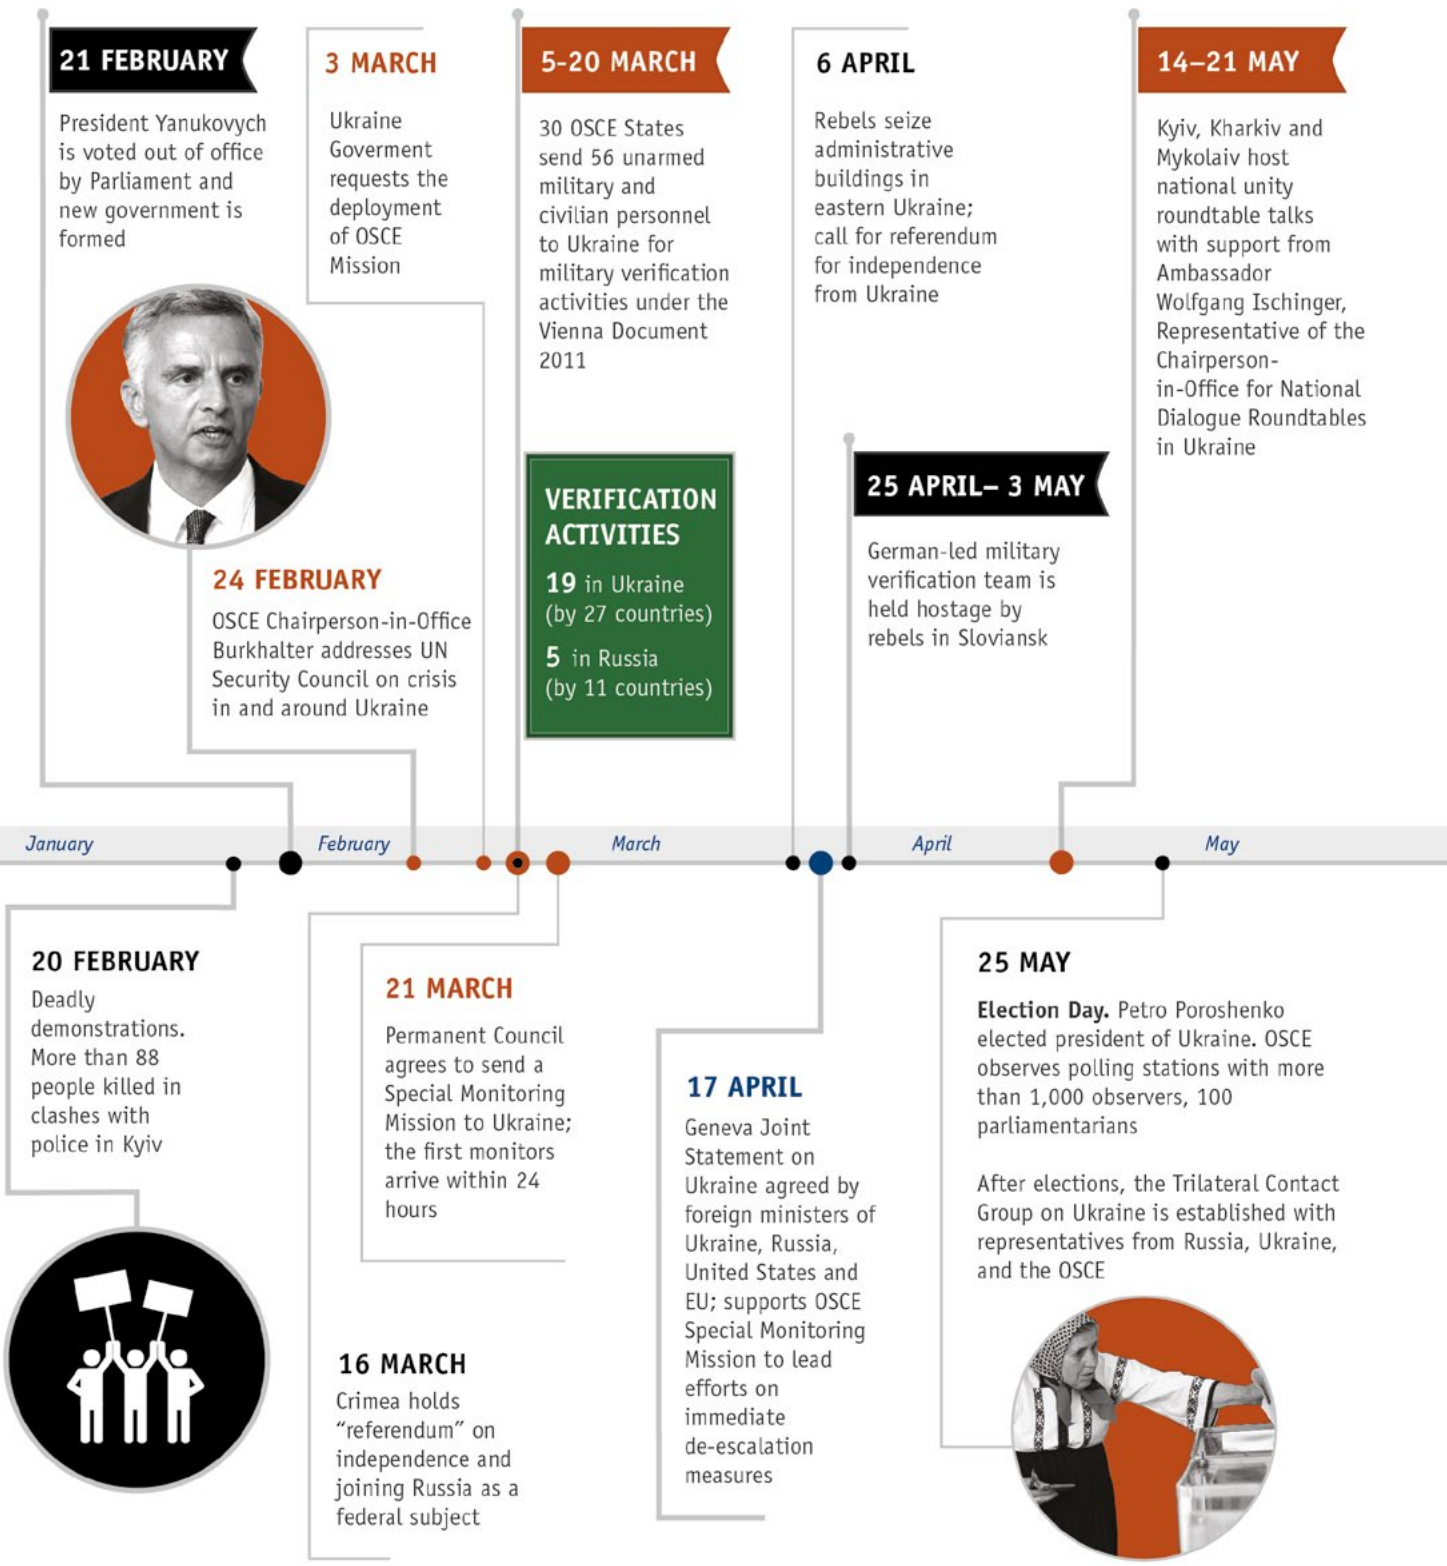 21 FEBRUARY
President Yanukovych
is voted out of office
by Parliament and
new government is
formed
24 FEBRUARY
OSCE Chairperson-in-Office
Burkhalter addresses UN
Security Council on crisis
in and around Ukraine
3 MARCH
Ukraine
Goverment
requests the
deployment
of OSCE
Mission
5-20 MARCH
30 OSCE States
send 56 unarmed
military and
civilian personnel
to Ukraine for
military verification
activities under the
Vienna Document
2011
VERIFICATION
ACTIVITIES
19 in Ukraine
(by 27 countries)
5 in Russia
(by 11 countries)
6 APRIL
Rebels seize
administrative
buildings in
eastern Ukraine;
call for referendum
for independence
from Ukraine
25 APRIL– 3 MAY
German-led military
verification team is
held hostage by
rebels in Sloviansk
14–21 MAY
Kyiv, Kharkiv and
Mykolaiv host
national unity
roundtable talks
with support from
Ambassador
Wolfgang Ischinger,
Representative of the
Chairperson-
in-Office for National
Dialogue Roundtables
in Ukraine
January
February
March
April
May
20 FEBRUARY
Deadly
demonstrations.
More than 88
people killed in
clashes with
police in Kyiv
21 MARCH
Permanent Council
agrees to send a
Special Monitoring
Mission to Ukraine;
the first monitors
arrive within 24
hours
16 MARCH
Crimea holds
“referendum” on
independence and
joining Russia as a
federal subject
17 APRIL
Geneva Joint
Statement on
Ukraine agreed by
foreign ministers of
Ukraine, Russia,
United States and
EU; supports OSCE
Special Monitoring
Mission to lead
efforts on
immediate
de-escalation
measures
25 MAY
Election Day. Petro Poroshenko
elected president of Ukraine. OSCE
observes polling stations with more
than 1,000 observers, 100
parliamentarians
After elections, the Trilateral Contact
Group on Ukraine is established with
representatives from Russia, Ukraine,
and the OSCE